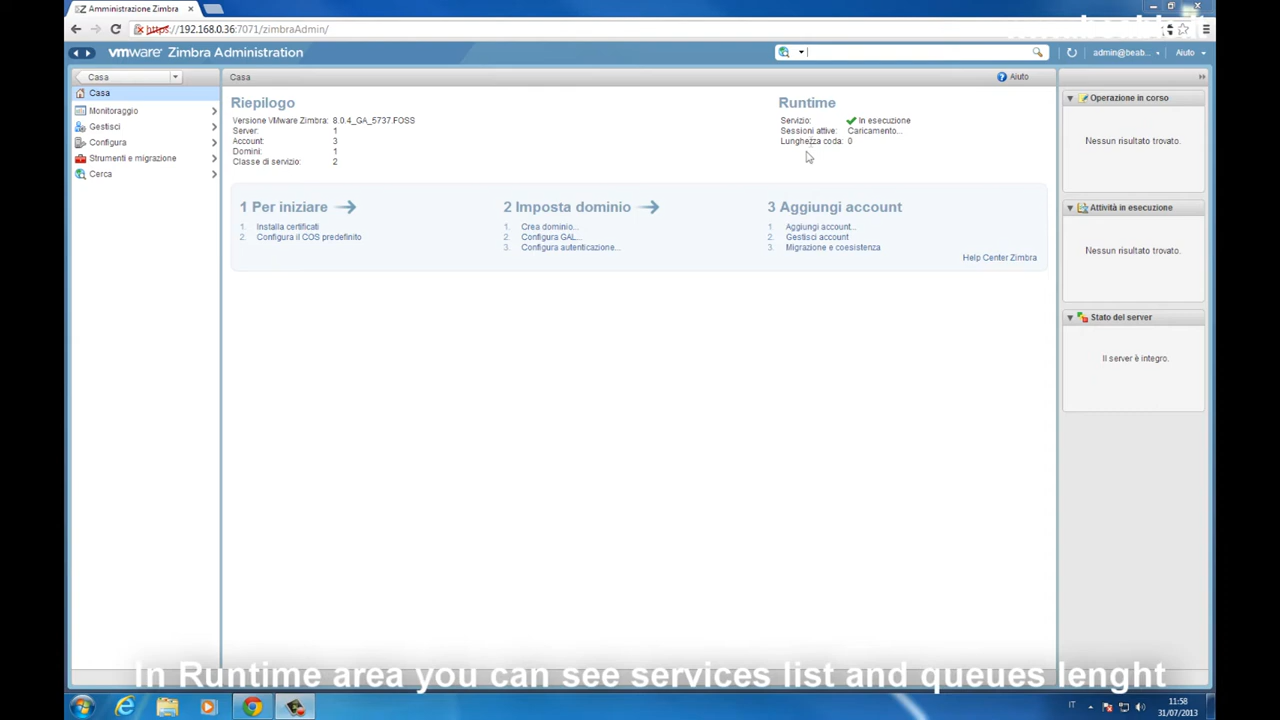 Amministrazione Zimbra
https://192.168.0.36:7071/zimbraAdmin/
vmware Zimbra Administration
admin@beab...
Aiuto
Casa
Casa
Aiuto
Casa
Monitoraggio
Gestisci
Configura
Strumenti e migrazione
Cerca
Riepilogo
Versione VMware Zimbra: 8.0.4_GA_5737.FOSS
Server: 1
Account: 3
Domini: 1
Classe di servizio: 2
Runtime
Servizio: In esecuzione
Sessioni attive: Caricamento...
Lunghezza coda: 0
1 Per iniziare
1. Installa certificati
2. Configura il COS predefinito
2 Imposta dominio
1. Crea dominio...
2. Configura GAL...
3. Configura autenticazione...
3 Aggiungi account
1 Aggiungi account...
2. Gestisci account
3. Migrazione e coesistenza
Help Center Zimbra
Operazione in corso
Nessun risultato trovato.
Attività in esecuzione
Nessun risultato trovato.
Stato del server
Il server è integro.
In Runtime area you can see services list and queues lenght
IT
11:58
31/07/2013